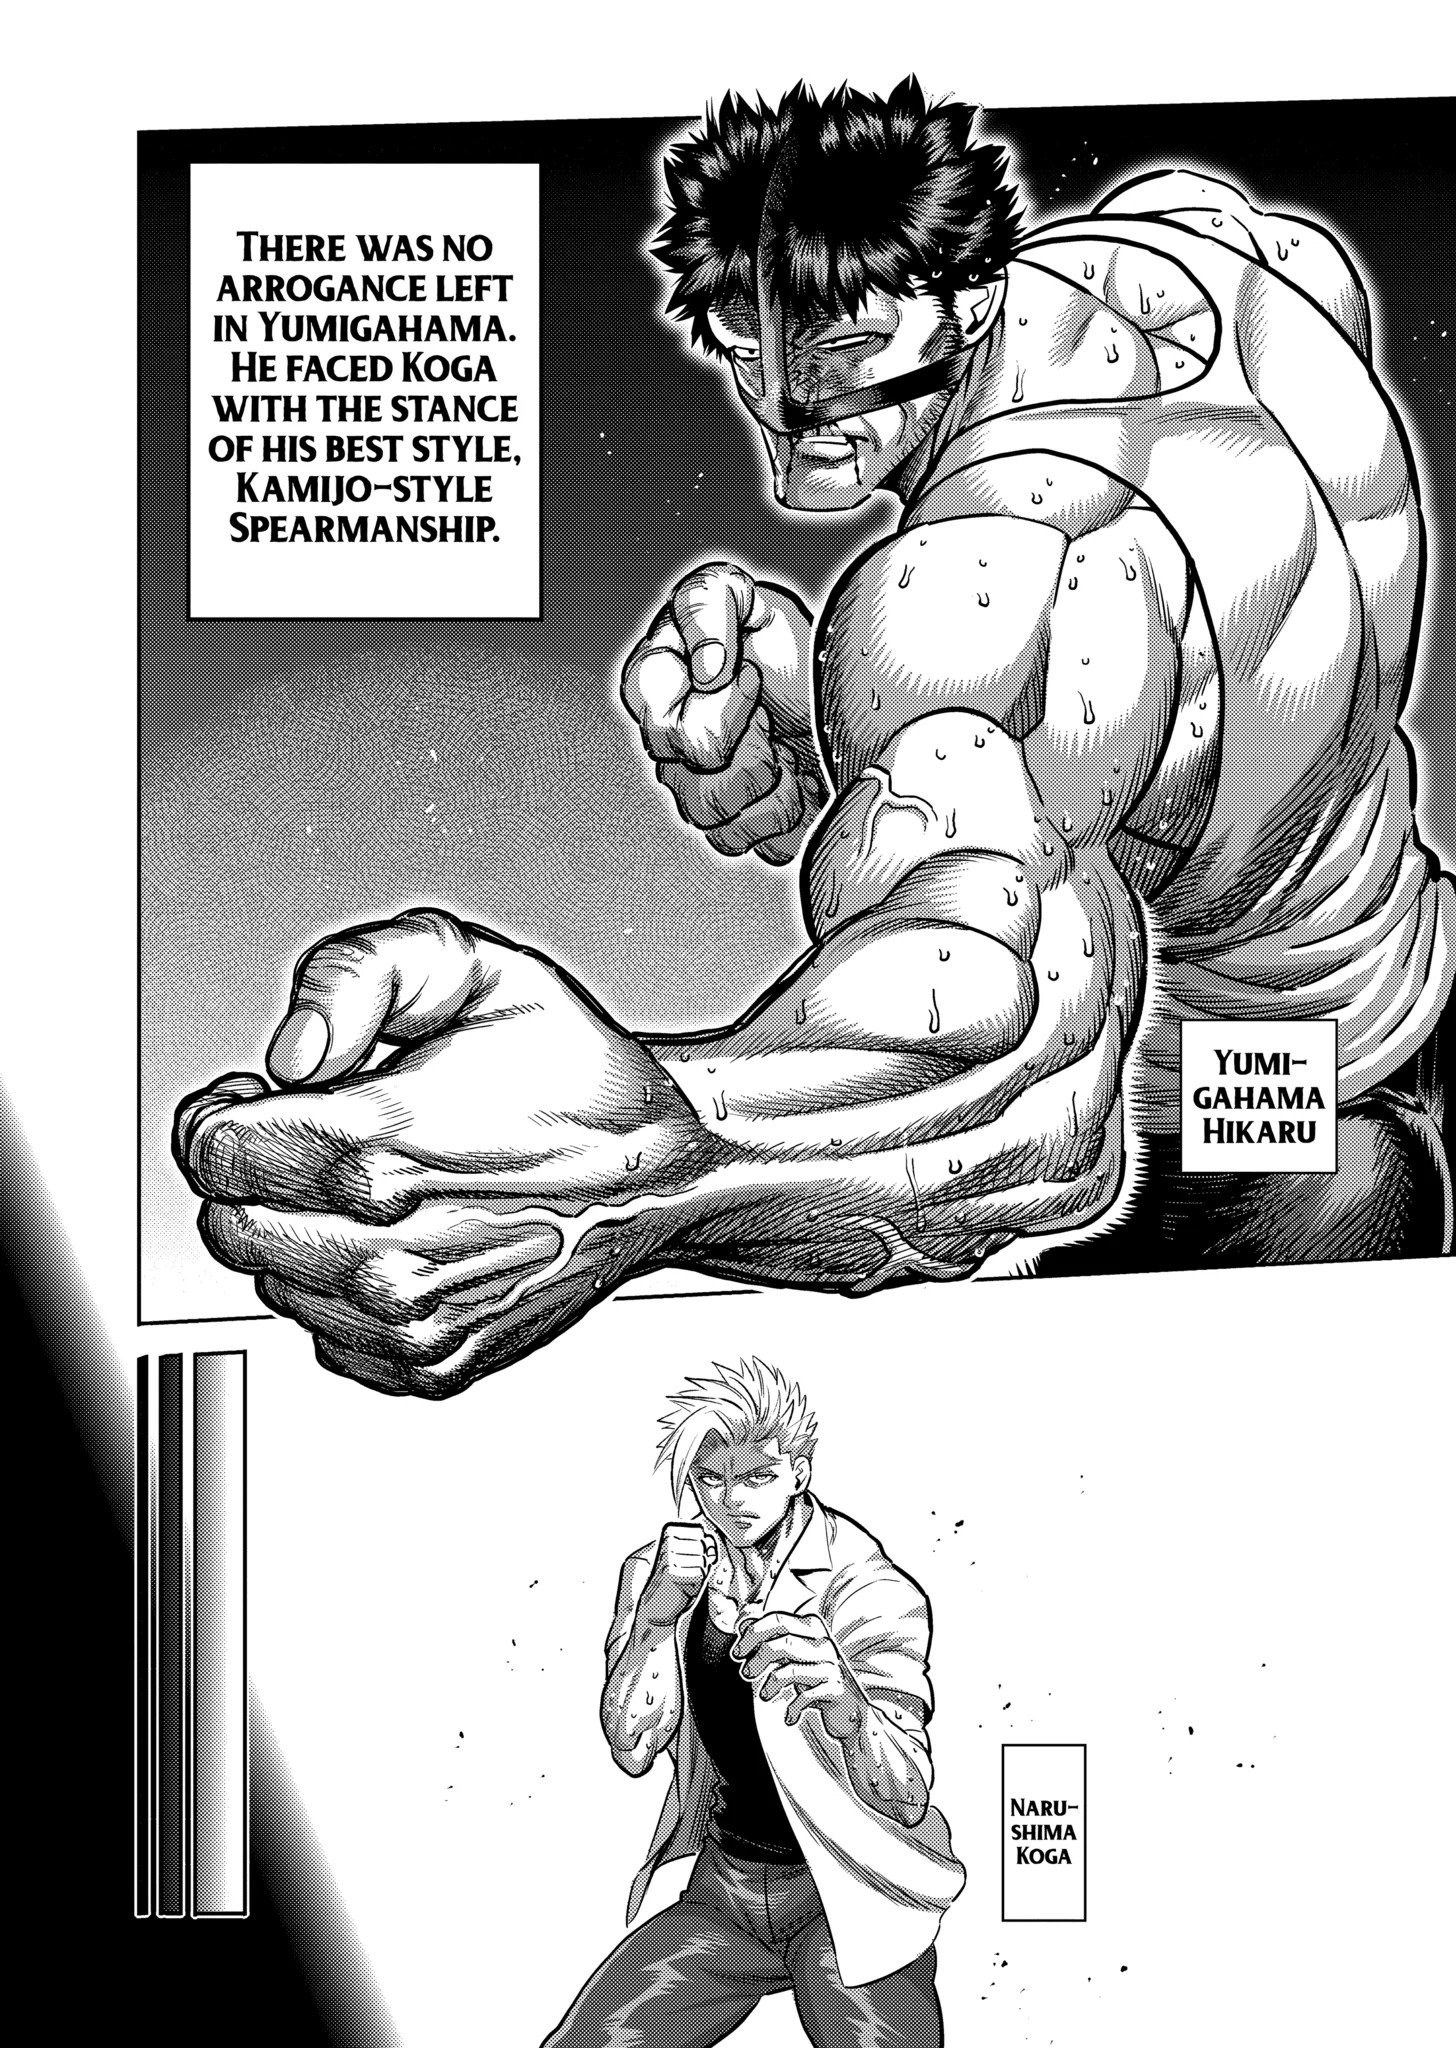 THERE WAS NO
ARROGANCE LEFT
IN YUMIGAHAMA.
HE FACED KOGA
WITH THE STANCE
OF HIS BEST STYLE,
KAMIJO-STYLE
SPEARMANSHIP.
YUMI-
GAHAMA
HIKARU
NARU-
SHIMA
KOGA